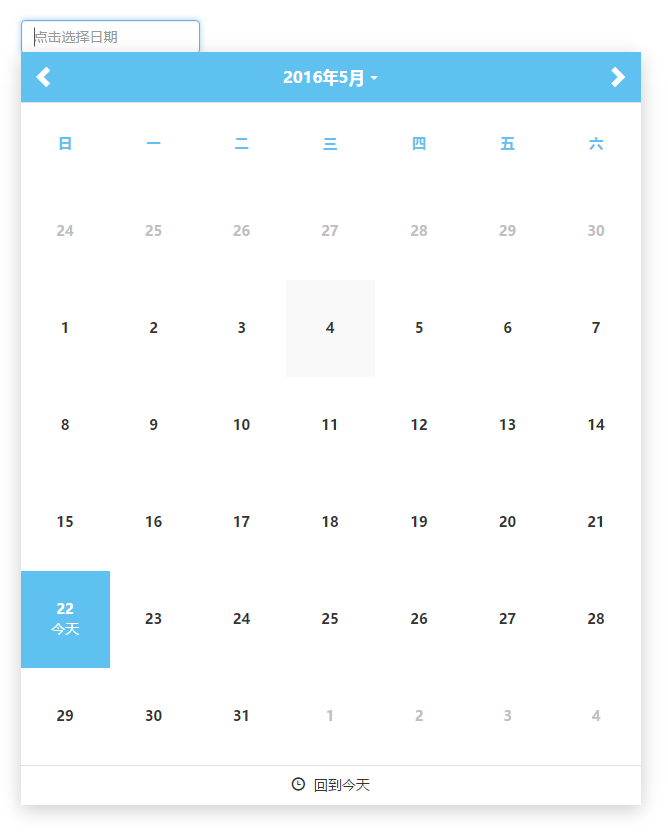 点击选择日期
2016年5月
日 一 二 三 四 五 六
24 25 26 27 28 29 30
1 2 3 4 5 6 7
8 9 10 11 12 13 14
15 16 17 18 19 20 21
22 23 24 25 26 27 28
今天
29 30 31 1 2 3 4
回到今天